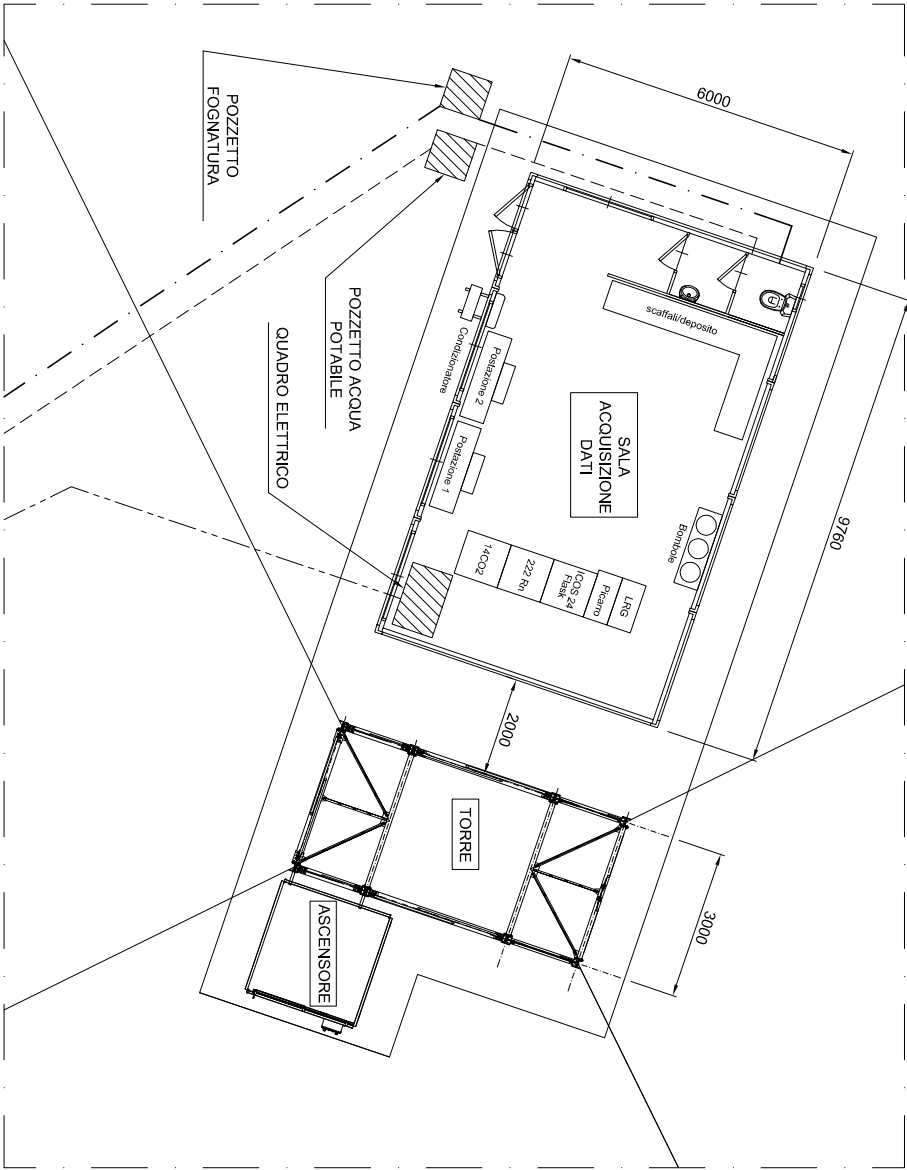 POZZETTO
FOGNATURA
POZZETTO ACQUA
POTABILE
QUADRO ELETTRICO
6000
9760
2000
3000
scaffali/deposito
SALA
ACQUISIZIONE
DATI
Condizionatore
Postazione 2
Postazione 1
Bombole
14CO2
222 Rn
ICOS 24
Flask
Picarro
LRG
TORRE
ASCENSORE